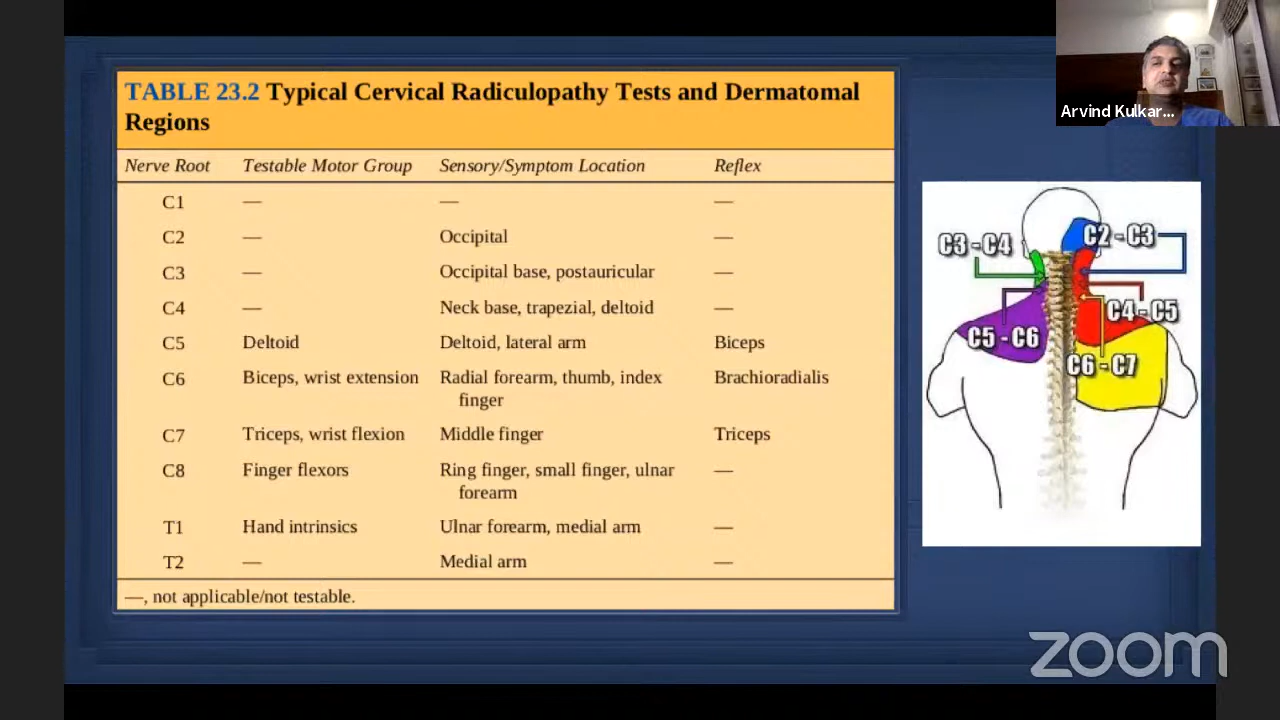 TABLE 23.2 Typical Cervical Radiculopathy Tests and Dermatomal
Regions
Nerve Root Testable Motor Group Sensory/Symptom Location Reflex
C1 — — —
C2 — Occipital —
C3 — Occipital base, postauricular —
C4 — Neck base, trapezial, deltoid —
C5 Deltoid Deltoid, lateral arm Biceps
C6 Biceps, wrist extension Radial forearm, thumb, index Brachioradialis
finger
C7 Triceps, wrist flexion Middle finger Triceps
C8 Finger flexors Ring finger, small finger, ulnar —
forearm
T1 Hand intrinsics Ulnar forearm, medial arm —
T2 — Medial arm —
—, not applicable/not testable.
Arvind Kulkar...
C3 - C4
C2 - C3
C4 - C5
C5 - C6
C6 - C7
zoom